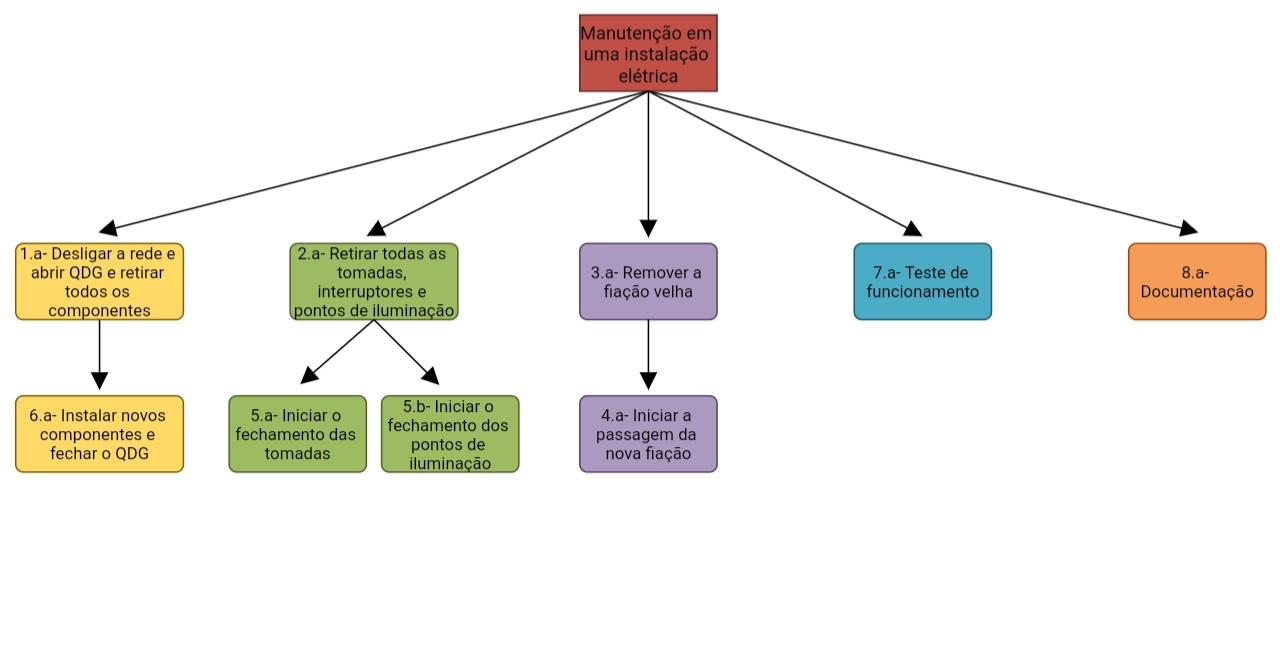 Manutenção em
uma instalação
elétrica
1.a- Desligar a rede e
abrir QDG e retirar
todos os
componentes
2.a- Retirar todas as
tomadas,
interruptores e
pontos de iluminação
3.a- Remover a
fiação velha
7.a- Teste de
funcionamento
8.a-
Documentação
6.a- Instalar novos
componentes e
fechar o QDG
5.a- Iniciar o
fechamento das
tomadas
5.b- Iniciar o
fechamento dos
pontos de
iluminação
4.a- Iniciar a
passagem da
nova fiação